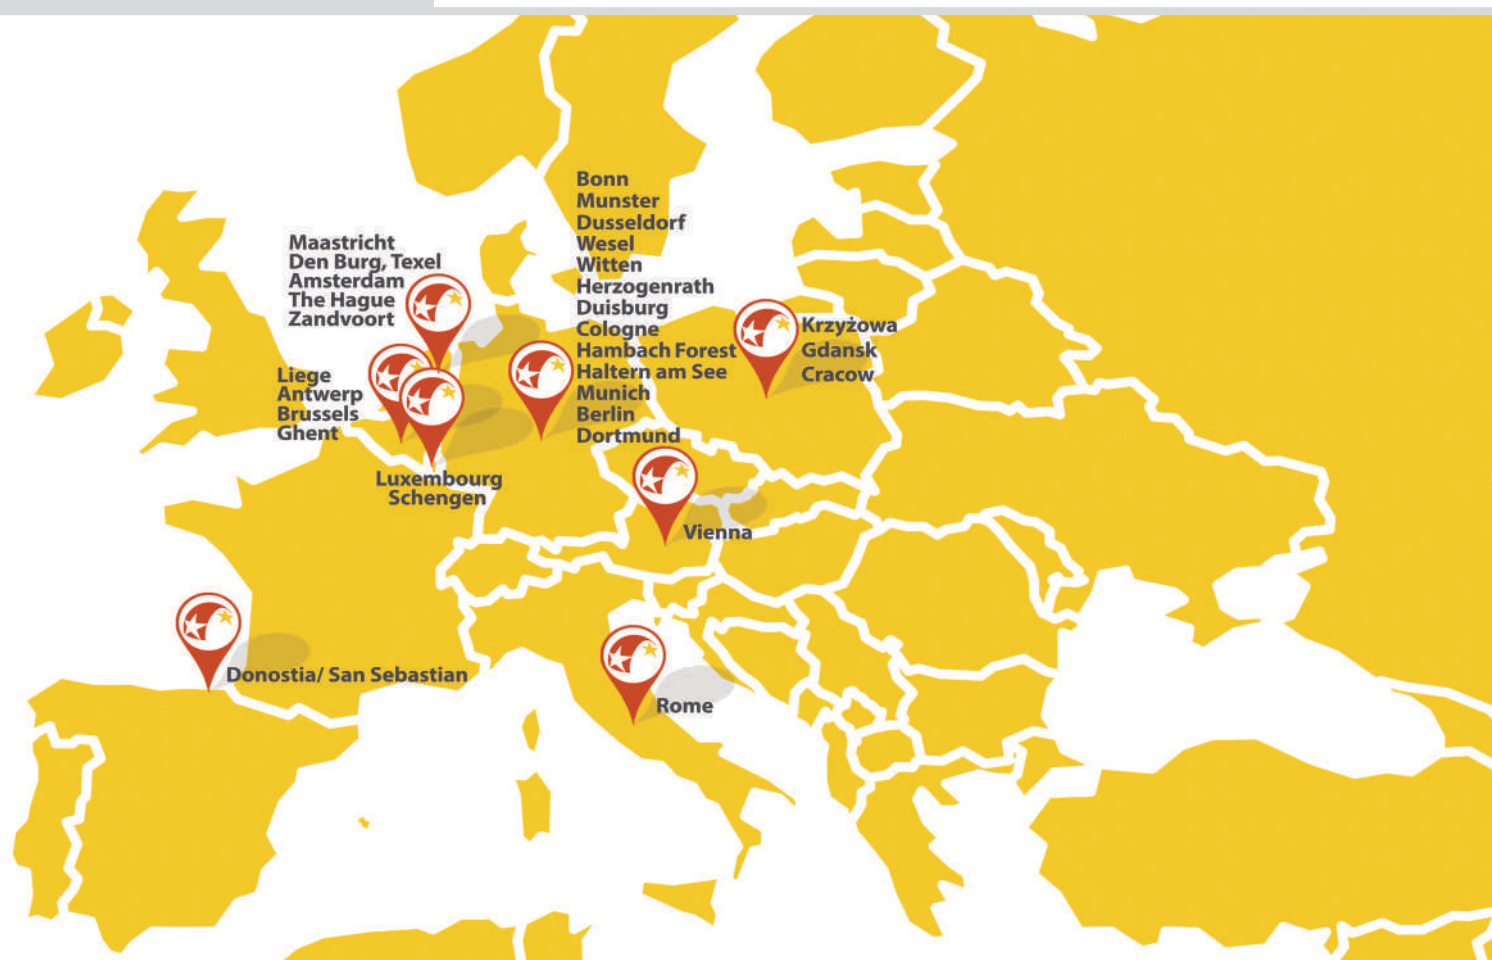 Bonn
Munster
Dusseldorf
Wesel
Witten
Herzogenrath
Duisburg
Cologne
Hambach Forest
Haltern am See
Munich
Berlin
Dortmund
Maastricht
Den Burg, Texel
Amsterdam
The Hague
Zandvoort
Krzyżowa
Gdansk
Cracow
Liege
Antwerp
Brussels
Ghent
Luxembourg
Schengen
Vienna
Donostia/ San Sebastian
Rome